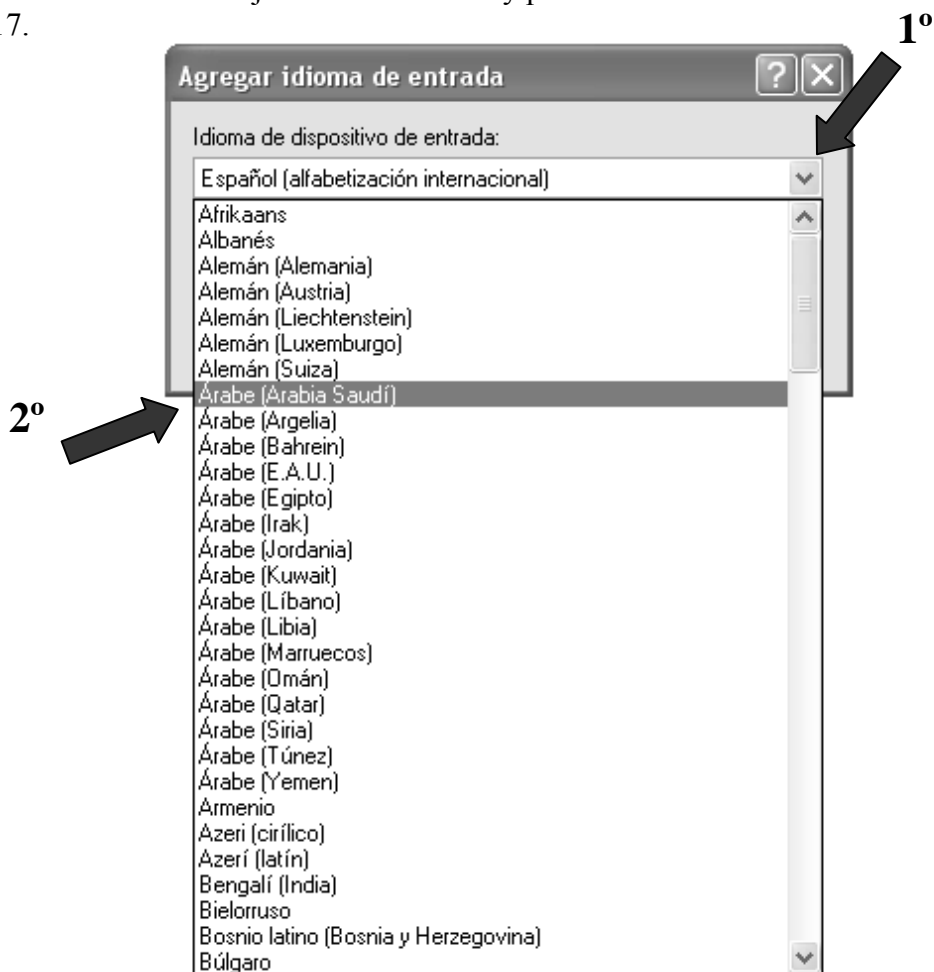 17.
1º
Agregar idioma de entrada
Idioma de dispositivo de entrada:
Español (alfabetización internacional)
Afrikaans
Albanés
Alemán (Alemania)
Alemán (Austria)
Alemán (Liechtenstein)
Alemán (Luxemburgo)
Alemán (Suiza)
2º
Árabe (Arabia Saudí)
Árabe (Argelia)
Árabe (Bahrein)
Árabe (E.A.U.)
Árabe (Egipto)
Árabe (Irak)
Árabe (Jordania)
Árabe (Kuwait)
Árabe (Líbano)
Árabe (Libia)
Árabe (Marruecos)
Árabe (Omán)
Árabe (Qatar)
Árabe (Siria)
Árabe (Túnez)
Árabe (Yemen)
Armenio
Azeri (cirílico)
Azerí (latín)
Bengalí (India)
Bielorruso
Bosnio latino (Bosnia y Herzegovina)
Búlgaro